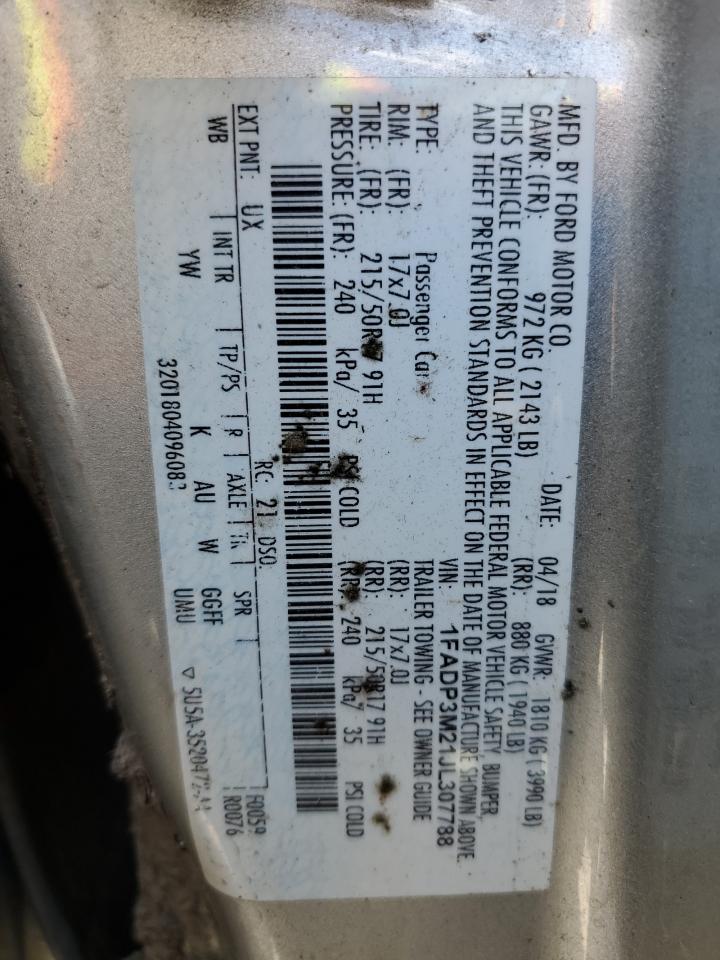 MFD. BY FORD MOTOR CO. DATE: 04/18 GVWR: 1810 KG ( 3990 LB)
GAWR: (FR): 972 KG ( 2143 LB) (RR): 880 KG ( 1940 LB)
THIS VEHICLE CONFORMS TO ALL APPLICABLE FEDERAL MOTOR VEHICLE SAFETY BUMPER,
AND THEFT PREVENTION STANDARDS IN EFFECT ON THE DATE OF MANUFACTURE SHOWN ABOVE.
VIN: 1FADP3M21JL307788
TYPE: Passenger Car TRAILER TOWING - SEE OWNER GUIDE
RIM: (FR): 17x7.0J (RR): 17x7.0J
TIRE: (FR): 215/50R17 91H (RR): 215/50R17 91H
PRESSURE: (FR): 240 kPa/ 35 PSI COLD (RR): 240 kPa/ 35 PSI COLD
EXT PNT: UX RC: 21 DSO:
WB INT TR TP/PS R AXLE TR SPR F0059
YW K AU W GGFF R0076
3201804096083 UMU ▽ 5U5A-3520472-